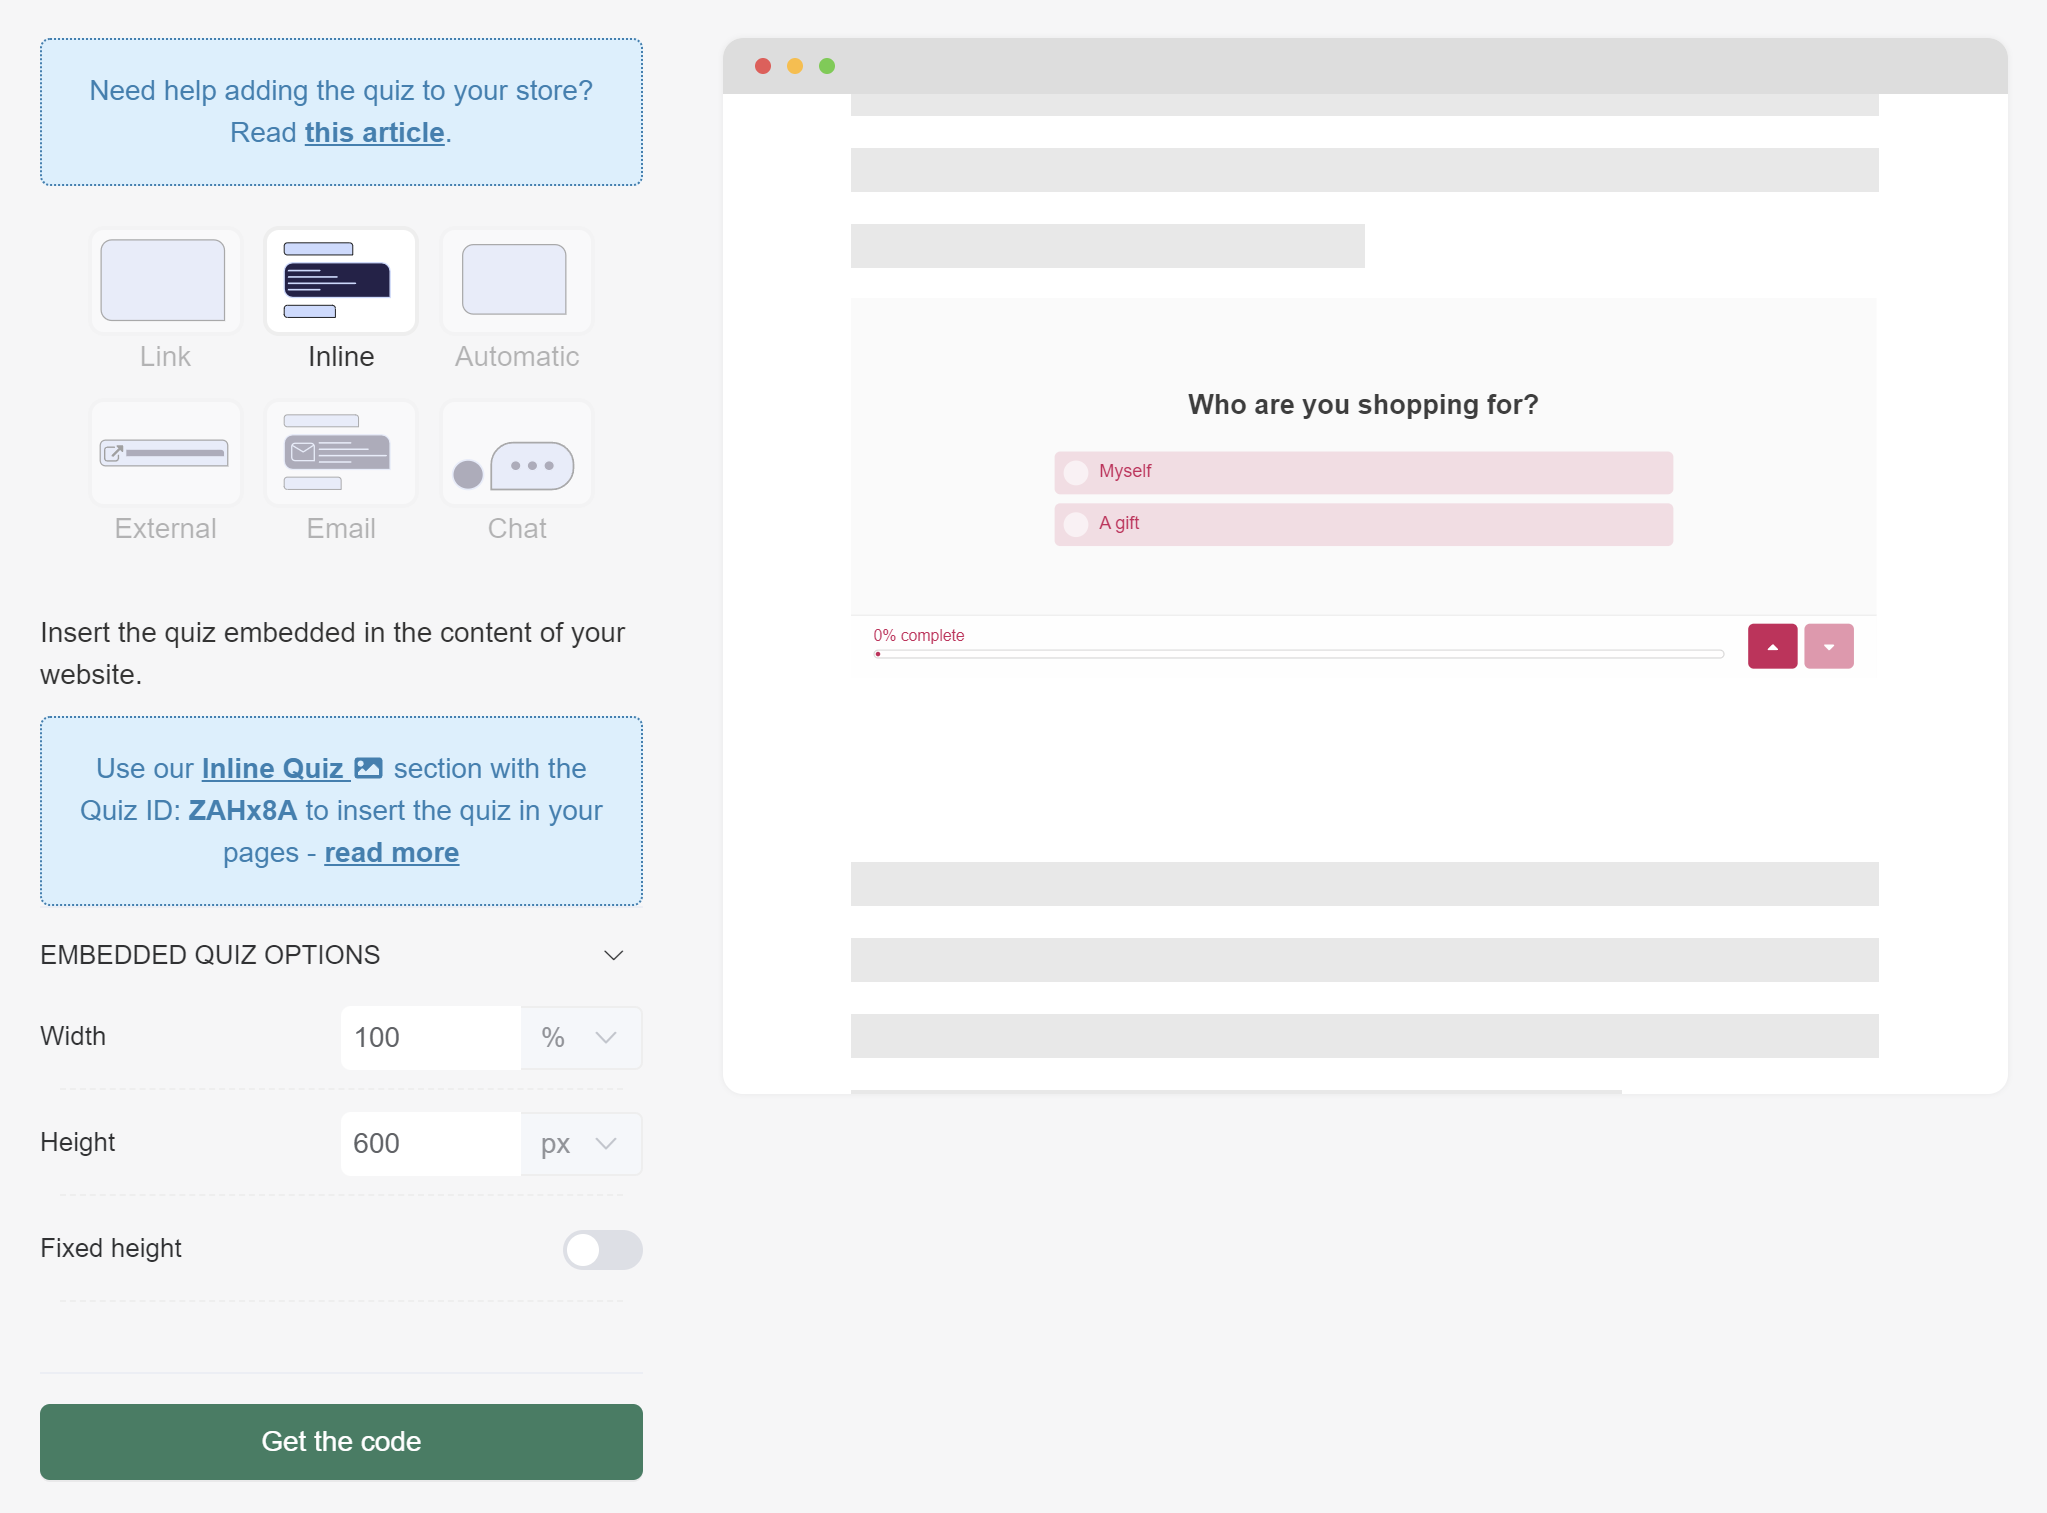 Need help adding the quiz to your store?
Read this article.
Link
Inline
Automatic
External
Email
Chat
Insert the quiz embedded in the content of your
website.
Use our Inline Quiz section with the
Quiz ID: ZAHx8A to insert the quiz in your
pages - read more
EMBEDDED QUIZ OPTIONS
Width
100
%
Height
600
px
Fixed height
Get the code
Who are you shopping for?
Myself
A gift
0% complete